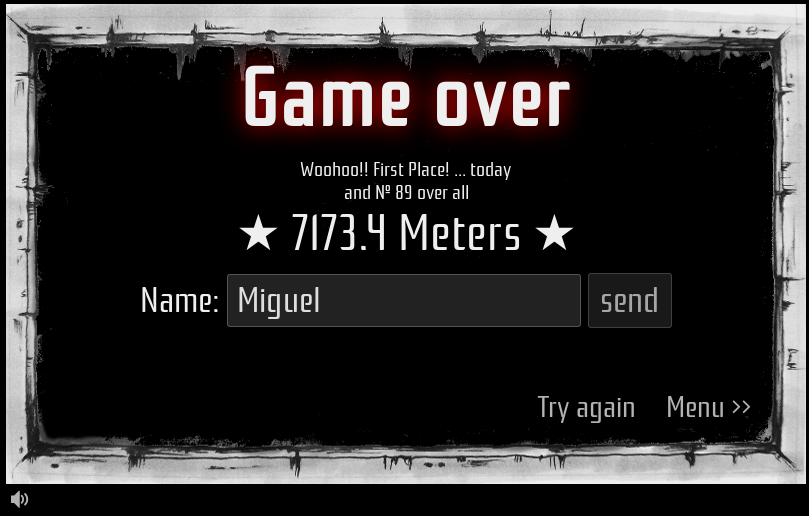 Game over
Woohoo!! First Place! ... today
and № 89 over all
★ 7173.4 Meters ★
Name: Miguel send
Try again Menu >>